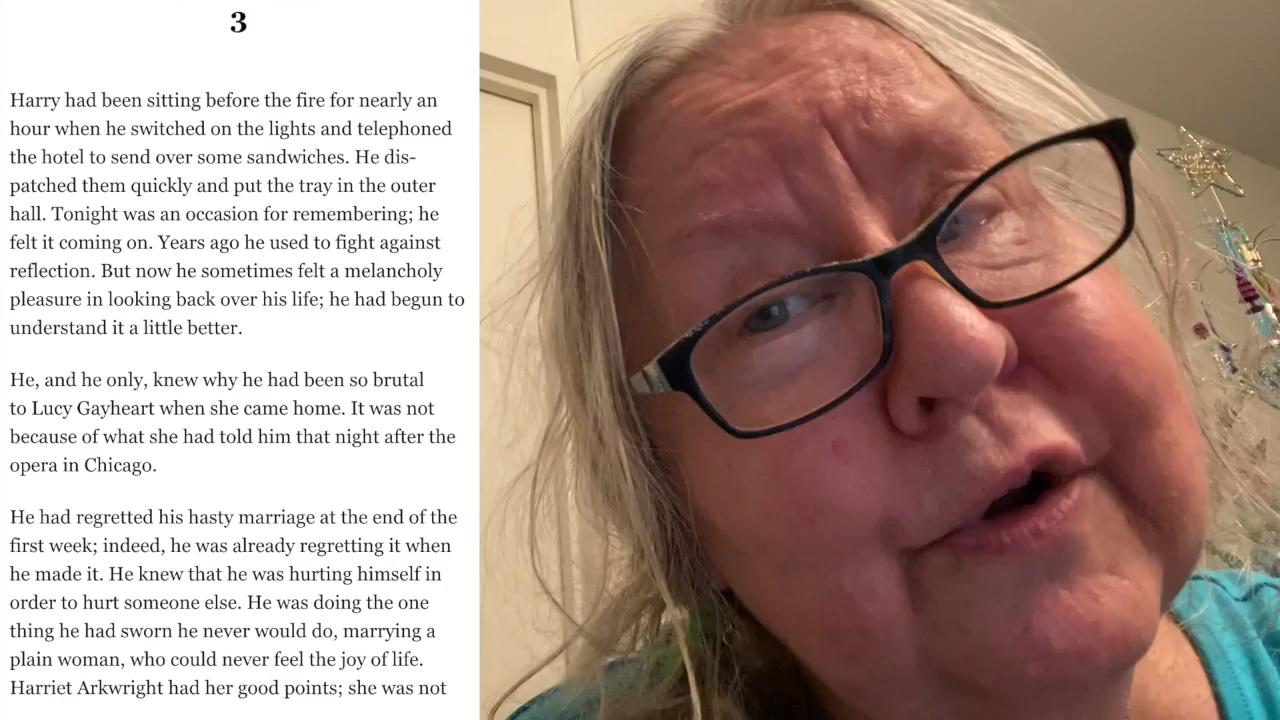 3
Harry had been sitting before the fire for nearly an
hour when he switched on the lights and telephoned
the hotel to send over some sandwiches. He dis-
patched them quickly and put the tray in the outer
hall. Tonight was an occasion for remembering; he
felt it coming on. Years ago he used to fight against
reflection. But now he sometimes felt a melancholy
pleasure in looking back over his life; he had begun to
understand it a little better.
He, and he only, knew why he had been so brutal
to Lucy Gayheart when she came home. It was not
because of what she had told him that night after the
opera in Chicago.
He had regretted his hasty marriage at the end of the
first week; indeed, he was already regretting it when
he made it. He knew that he was hurting himself in
order to hurt someone else. He was doing the one
thing he had sworn he never would do, marrying a
plain woman, who could never feel the joy of life.
Harriet Arkwright had her good points; she was not